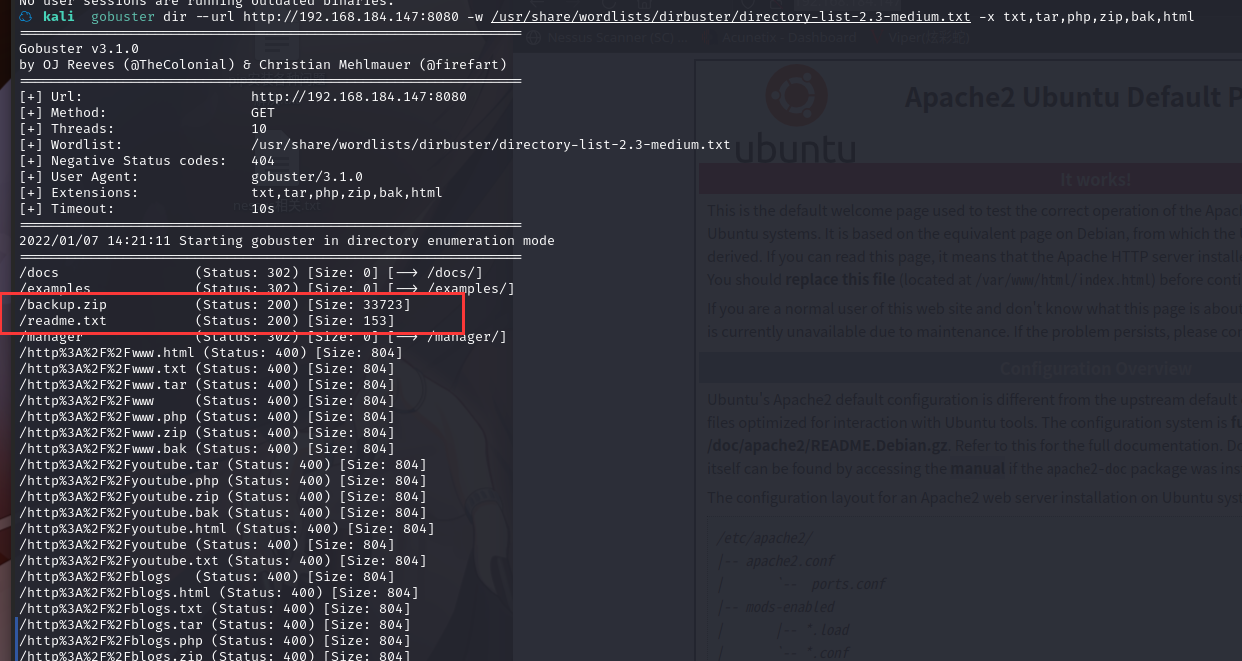 No user sessions are running outdated binaries.
kali gobuster dir --url http://192.168.184.147:8080 -w /usr/share/wordlists/dirbuster/directory-list-2.3-medium.txt -x txt,tar,php,zip,bak,html
Nessus Scanner (SC)... Acunetix - Dashboard
Gobuster v3.1.0
by OJ Reeves (@TheColonial) & Christian Mehlmauer (@firefart)
[+] Url: http://192.168.184.147:8080
[+] Method: GET
[+] Threads: 10
[+] Wordlist: /usr/share/wordlists/dirbuster/directory-list-2.3-medium.txt
[+] Negative Status codes: 404
[+] User Agent: gobuster/3.1.0
[+] Extensions: txt,tar,php,zip,bak,html
[+] Timeout: 10s
2022/01/07 14:21:11 Starting gobuster in directory enumeration mode
/docs (Status: 302) [Size: 0] [--> /docs/]
/examples (Status: 302) [Size: 0] [--> /examples/]
/backup.zip (Status: 200) [Size: 33723]
/readme.txt (Status: 200) [Size: 153]
/manager (Status: 302) [Size: 0] [--> /manager/]
/http%3A%2F%2Fwww.html (Status: 400) [Size: 804]
/http%3A%2F%2Fwww.txt (Status: 400) [Size: 804]
/http%3A%2F%2Fwww.tar (Status: 400) [Size: 804]
/http%3A%2F%2Fwww (Status: 400) [Size: 804]
/http%3A%2F%2Fwww.php (Status: 400) [Size: 804]
/http%3A%2F%2Fwww.zip (Status: 400) [Size: 804]
/http%3A%2F%2Fwww.bak (Status: 400) [Size: 804]
/http%3A%2F%2Fyoutube.tar (Status: 400) [Size: 804]
/http%3A%2F%2Fyoutube.php (Status: 400) [Size: 804]
/http%3A%2F%2Fyoutube.zip (Status: 400) [Size: 804]
/http%3A%2F%2Fyoutube.bak (Status: 400) [Size: 804]
/http%3A%2F%2Fyoutube.html (Status: 400) [Size: 804]
/http%3A%2F%2Fyoutube (Status: 400) [Size: 804]
/http%3A%2F%2Fyoutube.txt (Status: 400) [Size: 804]
/http%3A%2F%2Fblogs (Status: 400) [Size: 804]
/http%3A%2F%2Fblogs.html (Status: 400) [Size: 804]
/http%3A%2F%2Fblogs.txt (Status: 400) [Size: 804]
/http%3A%2F%2Fblogs.tar (Status: 400) [Size: 804]
/http%3A%2F%2Fblogs.php (Status: 400) [Size: 804]
/http%3A%2F%2Fblogs.zip (Status: 400) [Size: 804]
Apache2 Ubuntu Default P
ubuntu
It works!
This is the default welcome page used to test the correct operation of the Apac
Ubuntu systems. It is based on the equivalent page on Debian, from which the
derived. If you can read this page, it means that the Apache HTTP server installe
You should replace this file (located at /var/www/html/index.html) before conti
If you are a normal user of this web site and don't know what this page is about
is currently unavailable due to maintenance. If the problem persists, please con
Configuration Overview
Ubuntu's Apache2 default configuration is different from the upstream default
files optimized for interaction with Ubuntu tools. The configuration system is fu
/doc/apache2/README.Debian.gz. Refer to this for the full documentation. Do
itself can be found by accessing the manual if the apache2-doc package was ins
The configuration layout for an Apache2 web server installation on Ubuntu syst
/etc/apache2/
|-- apache2.conf
| `-- ports.conf
|-- mods-enabled
| |-- *.load
| `-- *.conf